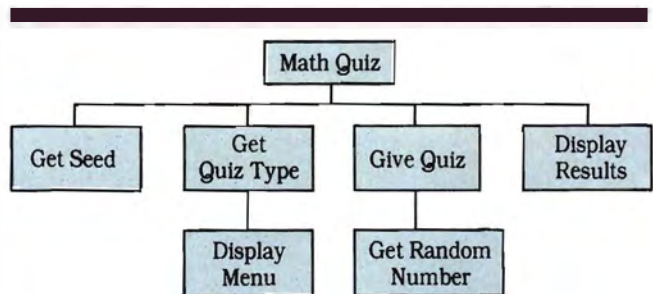 Math Quiz
Get Seed
Get
Quiz Type
Give Quiz
Display
Results
Display
Menu
Get Random
Number